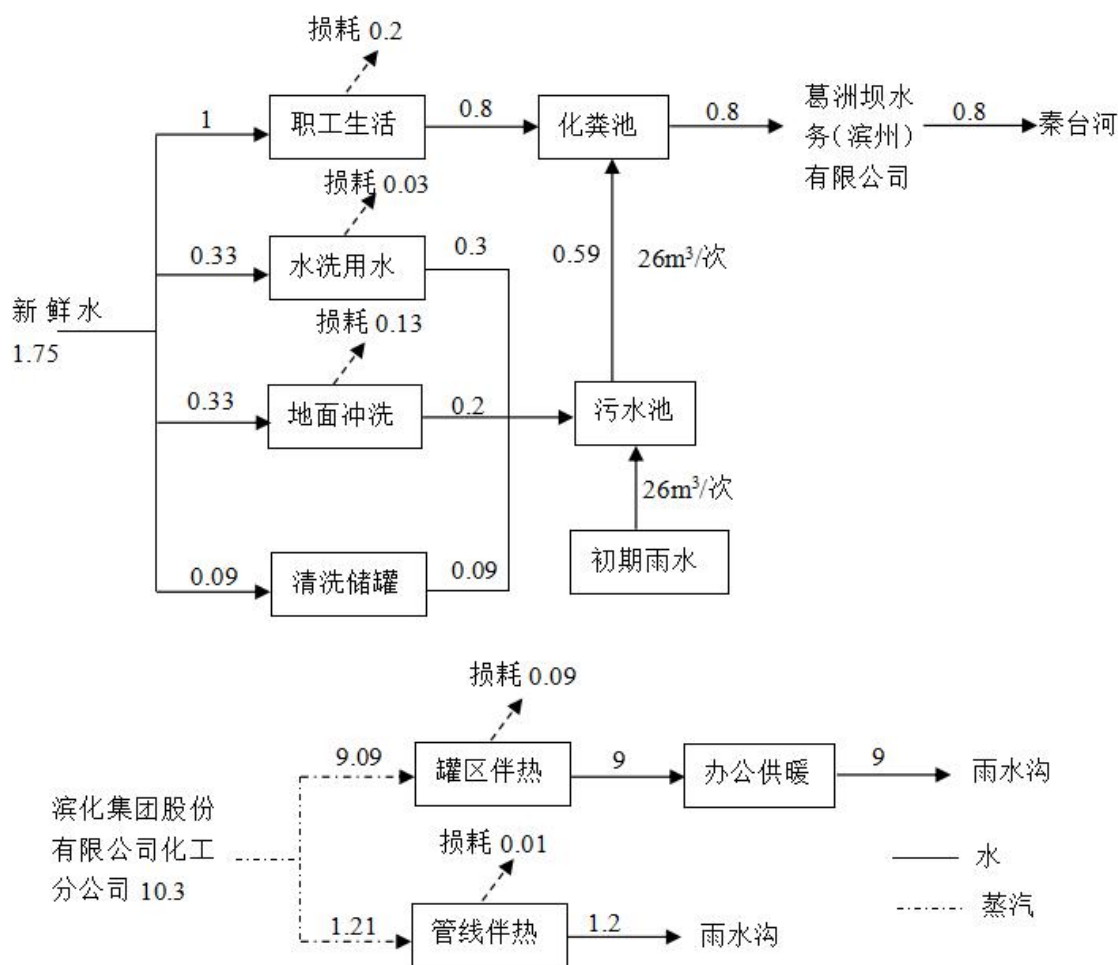 损耗 0.2
1
职工生活
0.8
化粪池
0.8
葛洲坝水
务(滨州)
有限公司
0.8
秦台河
损耗 0.03
0.33
水洗用水
0.3
0.59
26m³/次
新鲜水
1.75
损耗 0.13
0.33
地面冲洗
0.2
污水池
26m³/次
初期雨水
0.09
清洗储罐
0.09
损耗 0.09
9.09
罐区伴热
9
办公供暖
9
雨水沟
滨化集团股份
有限公司化工
分公司 10.3
损耗 0.01
1.21
管线伴热
1.2
雨水沟
水
蒸汽